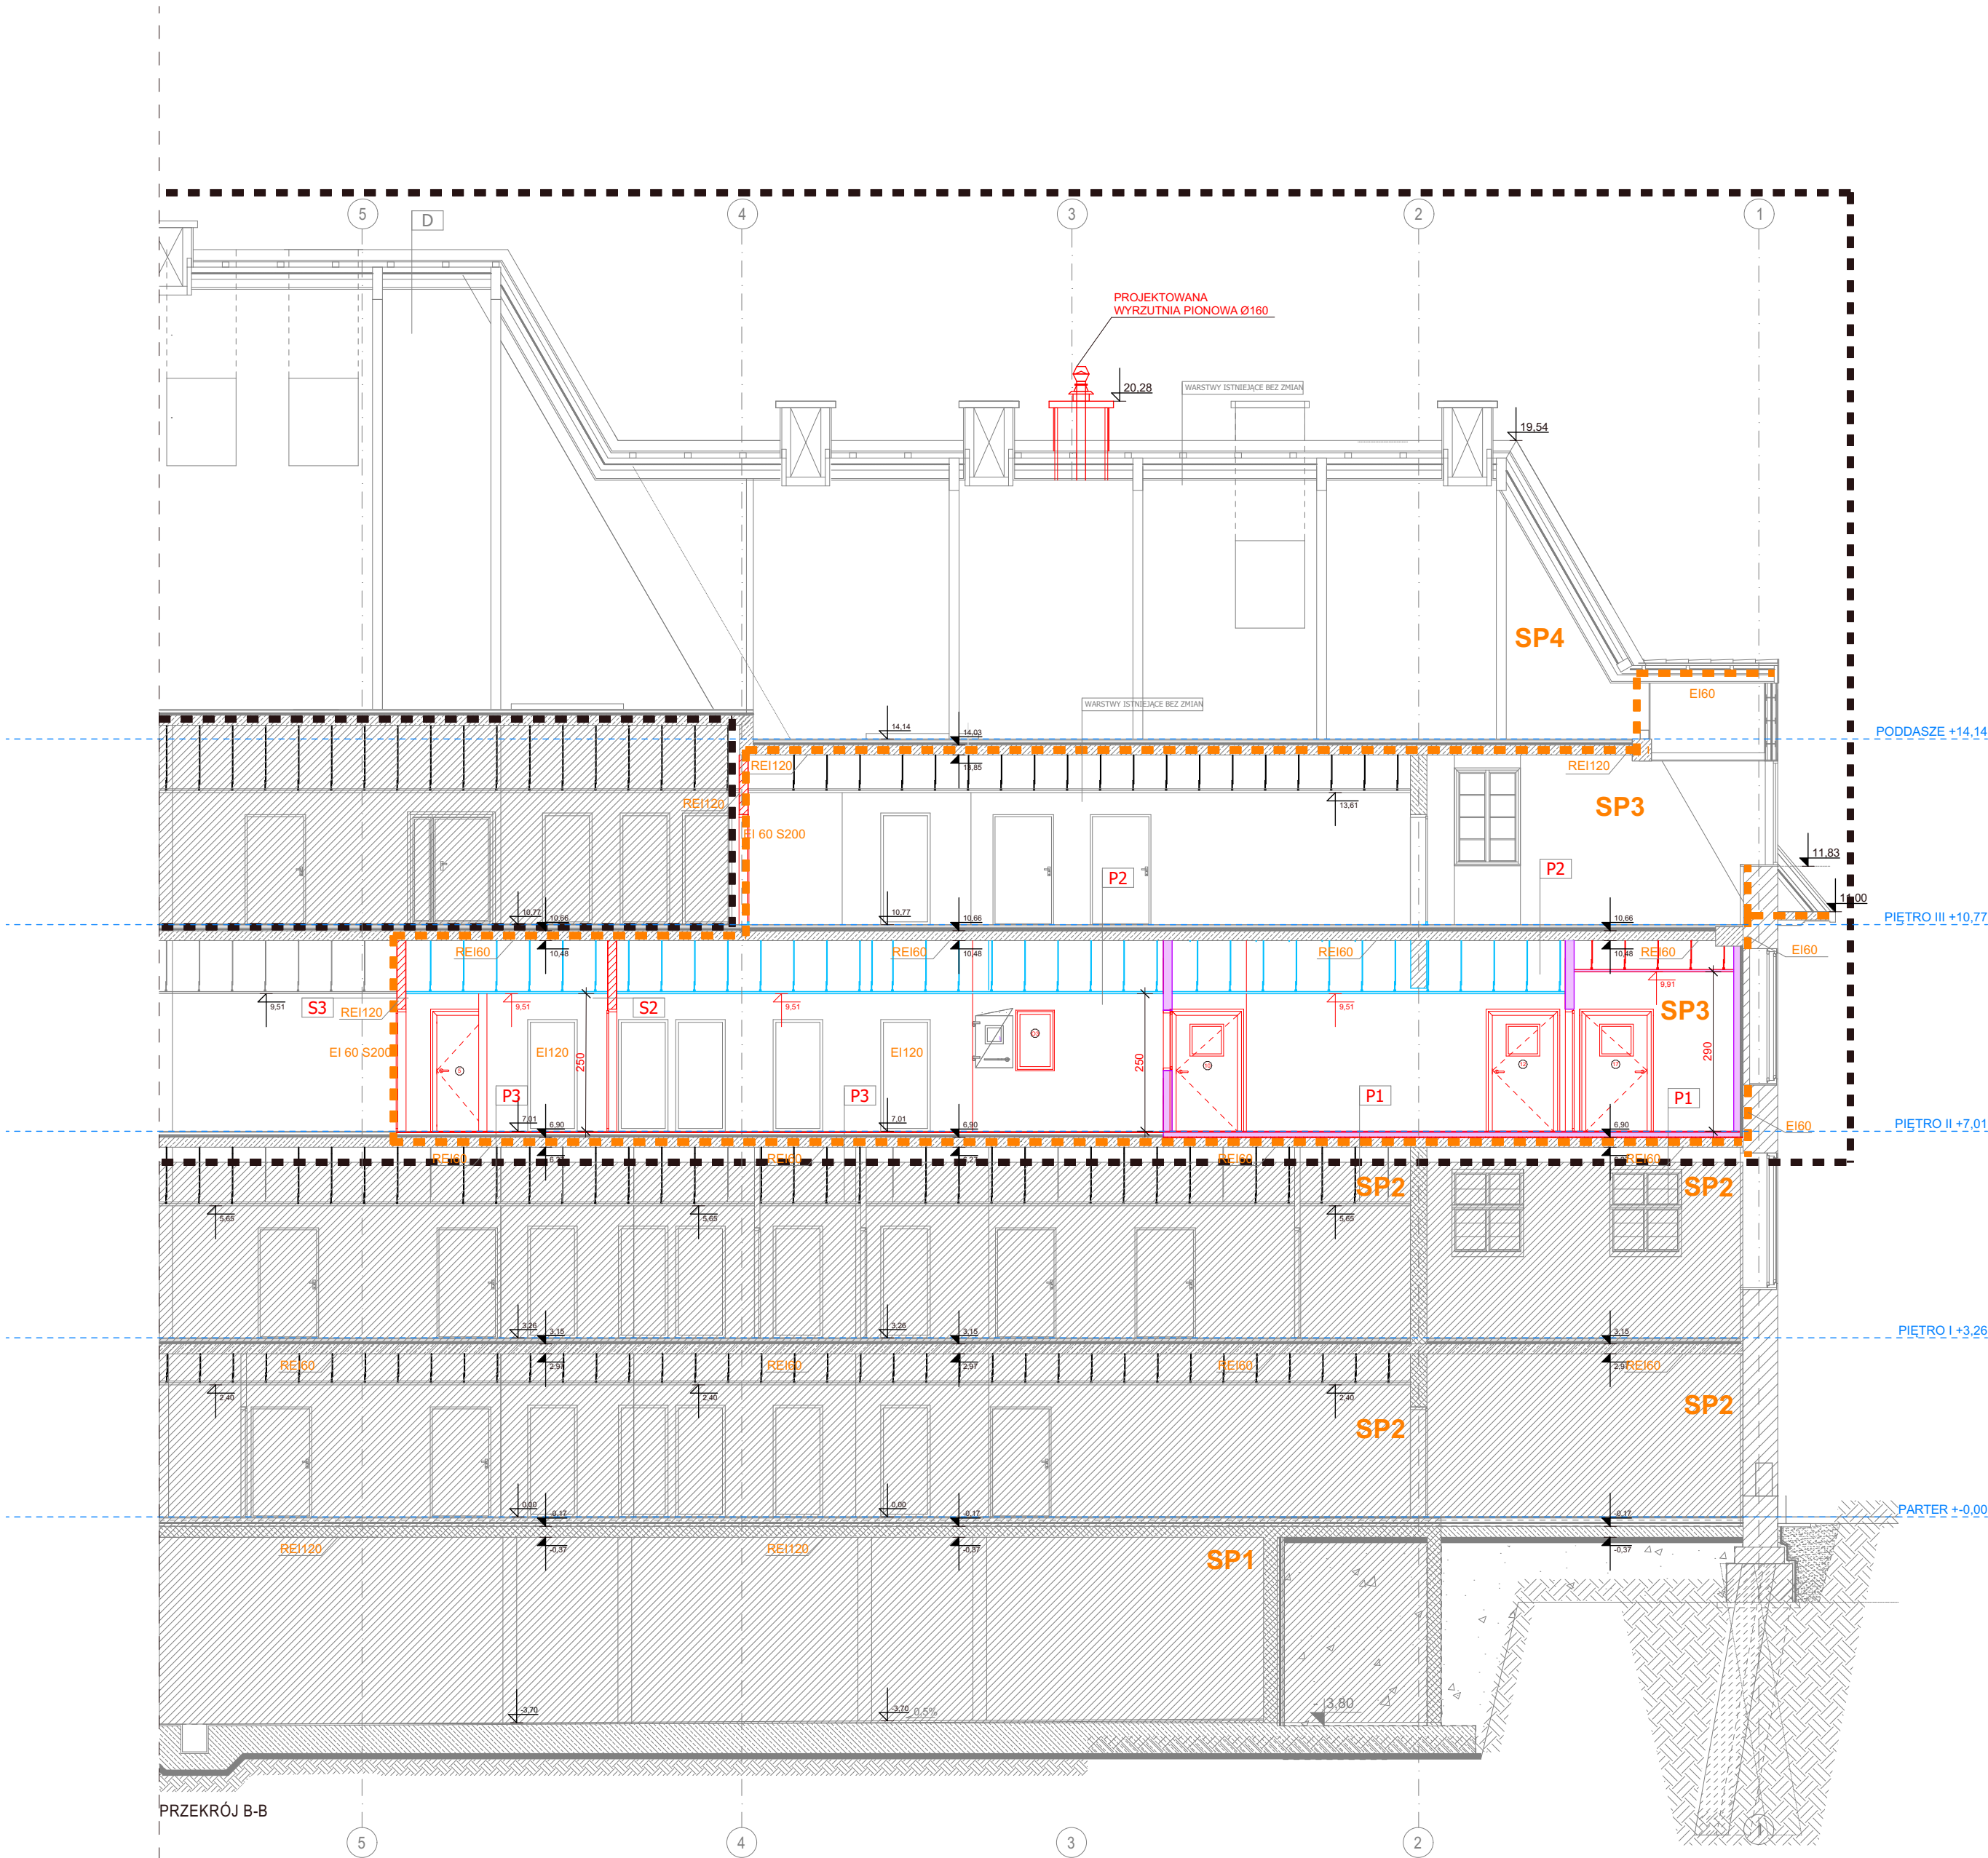 5
D
4
3
2
1
PROJEKTOWANA
WYRZUTNIA PIONOWA Ø160
20,28
WARSTWY ISTNIEJĄCE BEZ ZMIAN
19,54
SP4
EI60
WARSTWY ISTNIEJĄCE BEZ ZMIAN
14,14
14,03
PODDASZE +14,14
REI120
13,85
REI120
REI120
13,61
SP3
EI 60 S200
11,83
P2
P2
11,00
10,77
10,66
10,77
10,66
10,66
PIĘTRO III +10,77
REI60
10,48
REI60
10,48
REI60
REI60
10,48
EI60
9,51
S3
REI120
9,51
S2
9,51
9,51
9,91
SP3
EI 60 S200
EI120
250
EI120
250
290
5
10
12
17
P3
P3
P1
P1
7,01
6,90
7,01
6,90
6,90
PIĘTRO II +7,01
EI60
REI60
REI60
REI60
REI60
SP2
SP2
5,65
5,65
5,65
3,26
3,15
3,26
3,15
3,15
PIĘTRO I +3,26
REI60
2,97
REI60
2,97
REI60
2,97
REI60
2,40
2,40
2,40
SP2
SP2
0,00
-0,17
0,00
-0,17
-0,17
PARTER +-0,00
REI120
-0,37
REI120
-0,37
-0,37
SP1
-3,70
-3,70
0,5%
- 3,80
PRZEKRÓJ B-B
5
4
3
2
1